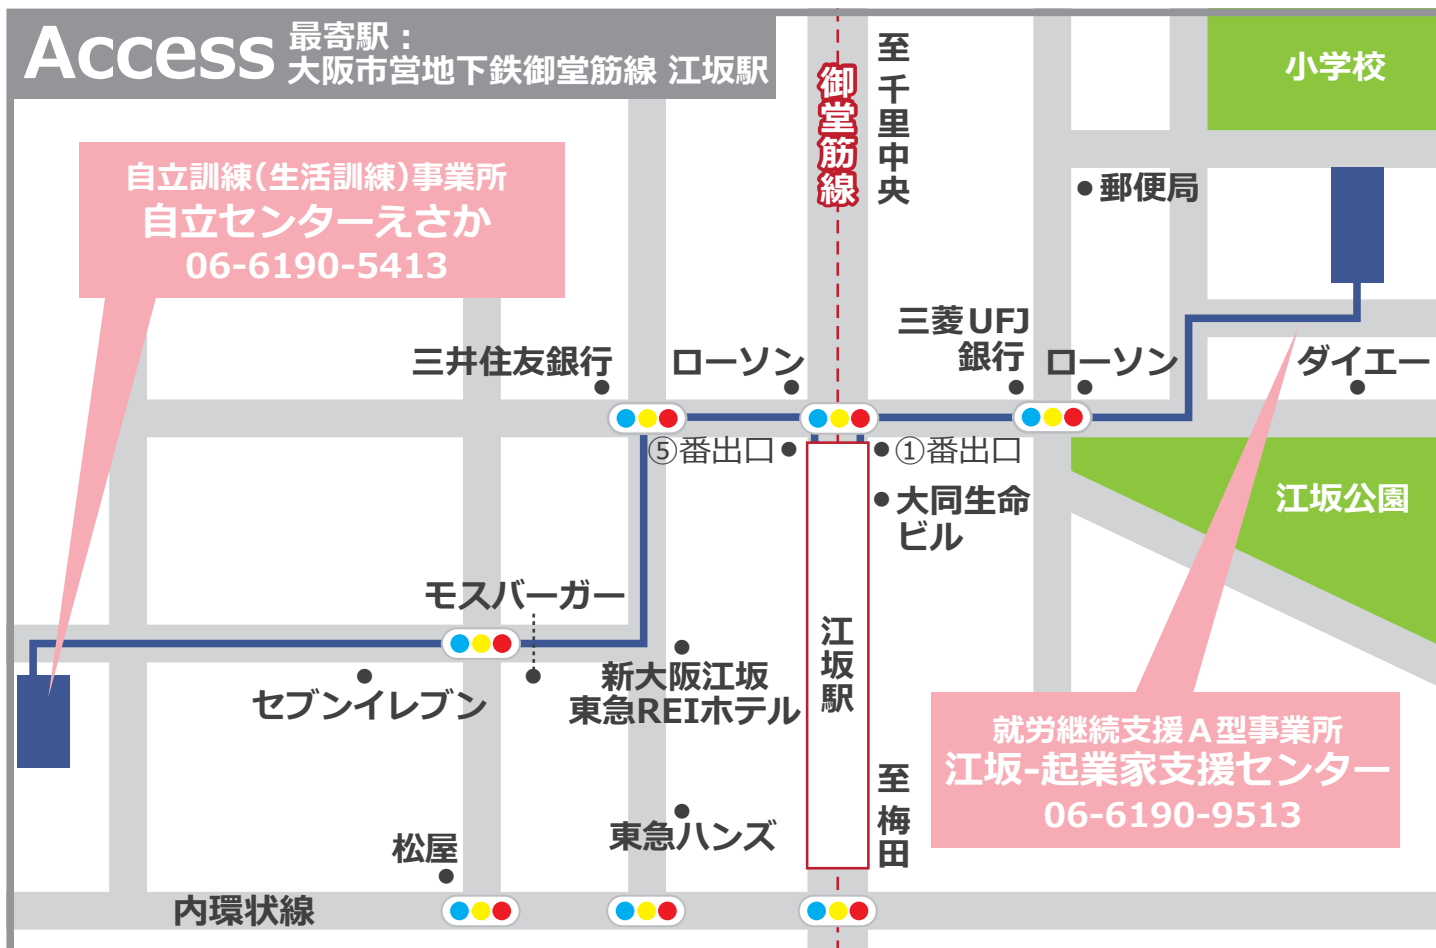 Access
最寄駅：
大阪市営地下鉄御堂筋線 江坂駅
御堂筋線
至 千里中央
小学校
自立訓練(生活訓練)事業所
自立センターえさか
06-6190-5413
郵便局
三井住友銀行
ローソン
三菱UFJ
銀行
ローソン
ダイエー
⑤番出口
①番出口
大同生命
ビル
江坂公園
モスバーガー
セブンイレブン
新大阪江坂
東急REIホテル
江坂駅
就労継続支援A型事業所
江坂-起業家支援センター
06-6190-9513
至 梅田
東急ハンズ
松屋
内環状線